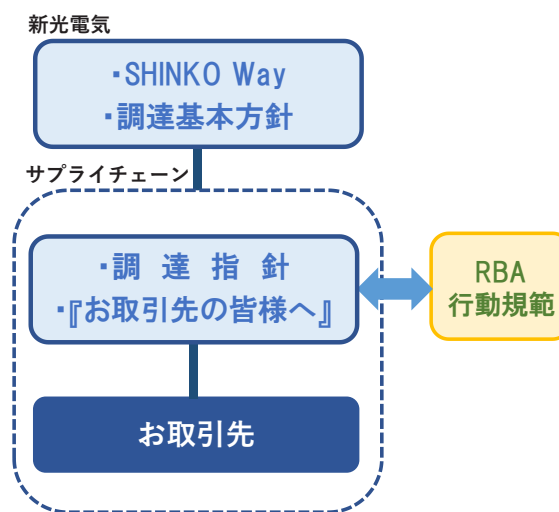 新光電気
・SHINKO Way
・調達基本方針
サプライチェーン
・調 達 指 針
・『お取引先の皆様へ』
RBA
行動規範
お取引先